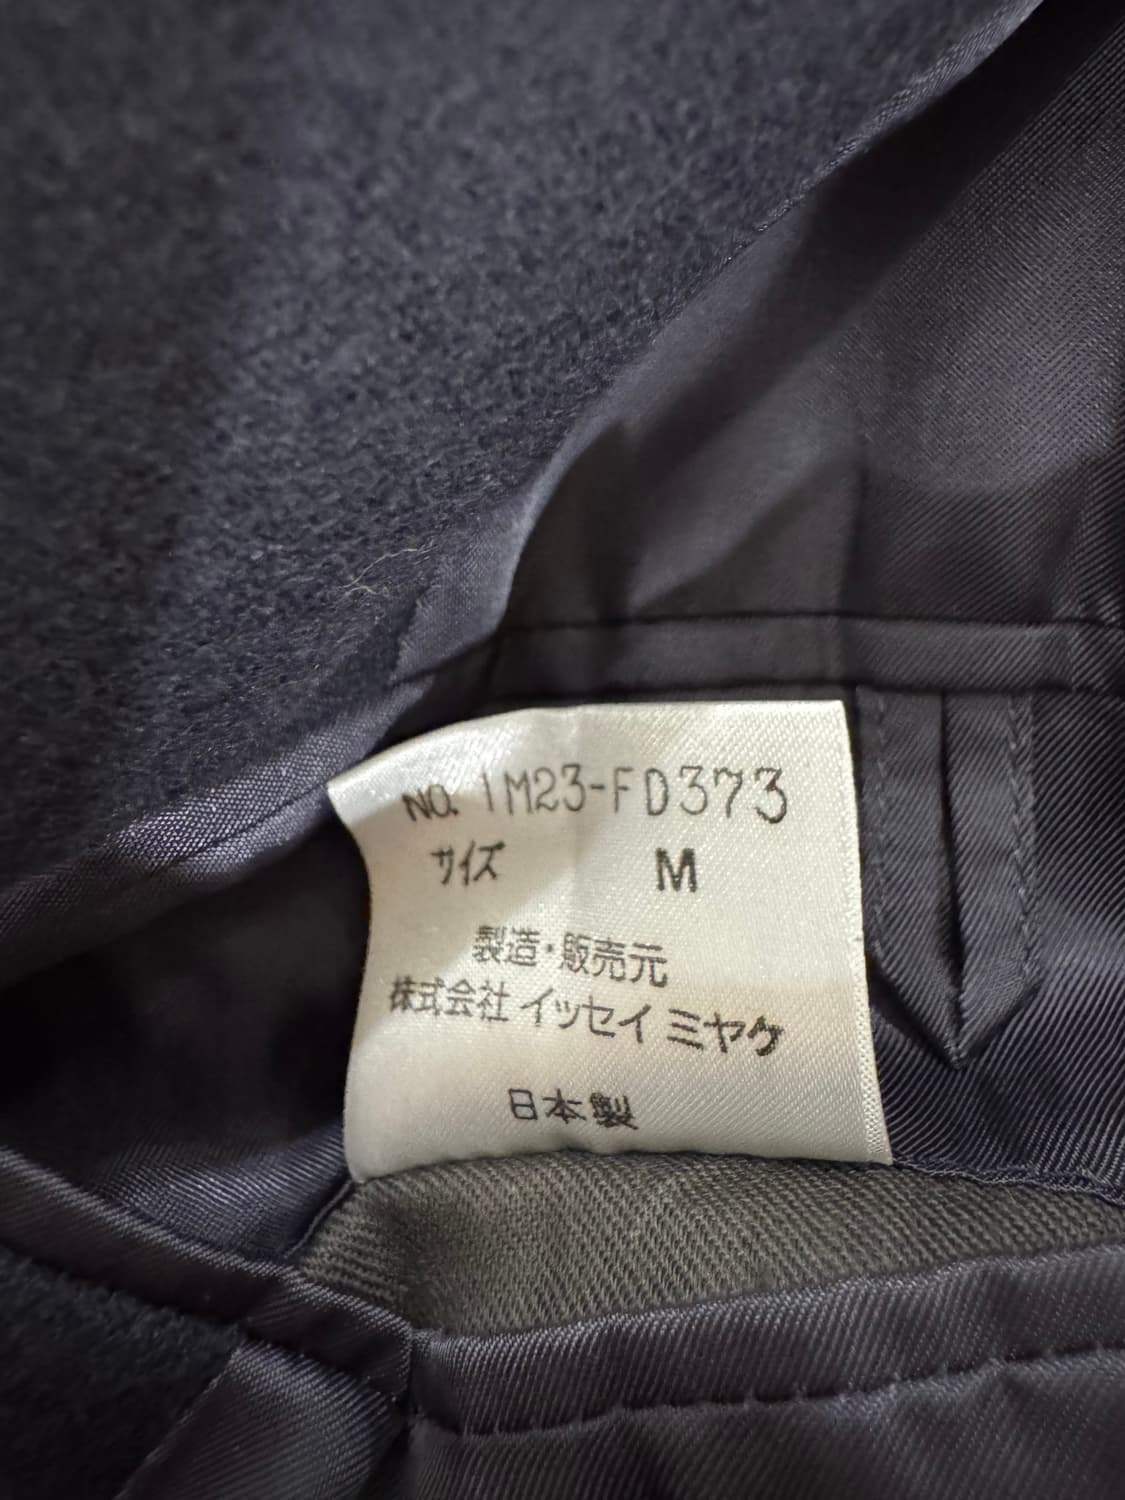 NO. IM23-FD373
サイズ M
製造・販売元
株式会社 イッセイ ミヤケ
日本製